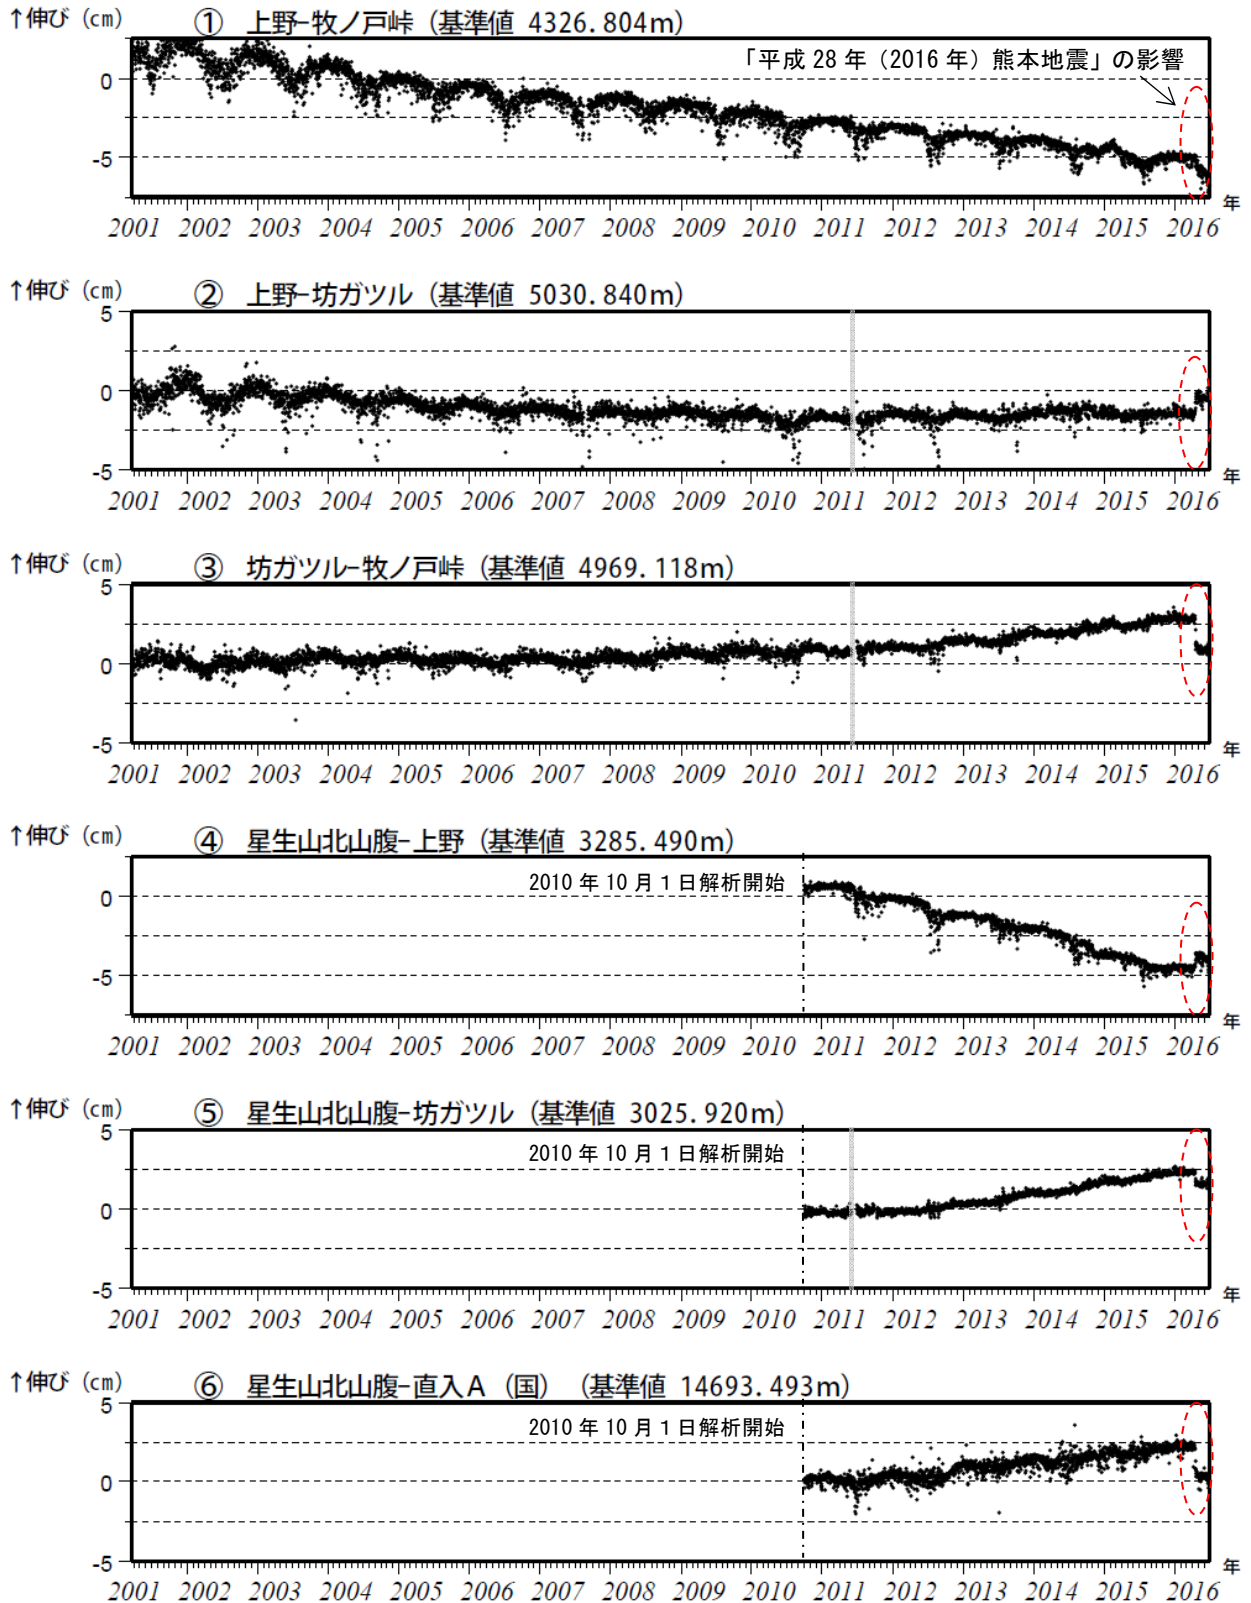 ↑伸び (cm) ① 上野-牧ノ戸峠 (基準値 4326.804m)
「平成 28 年（2016 年）熊本地震」の影響
0
-5
2001 2002 2003 2004 2005 2006 2007 2008 2009 2010 2011 2012 2013 2014 2015 2016 年
↑伸び (cm) ② 上野-坊ガツル (基準値 5030.840m)
5
0
-5
2001 2002 2003 2004 2005 2006 2007 2008 2009 2010 2011 2012 2013 2014 2015 2016 年
↑伸び (cm) ③ 坊ガツル-牧ノ戸峠 (基準値 4969.118m)
5
0
-5
2001 2002 2003 2004 2005 2006 2007 2008 2009 2010 2011 2012 2013 2014 2015 2016 年
↑伸び (cm) ④ 星生山北山腹-上野 (基準値 3285.490m)
2010 年 10 月 1 日解析開始
0
-5
2001 2002 2003 2004 2005 2006 2007 2008 2009 2010 2011 2012 2013 2014 2015 2016 年
↑伸び (cm) ⑤ 星生山北山腹-坊ガツル (基準値 3025.920m)
5
2010 年 10 月 1 日解析開始
0
-5
2001 2002 2003 2004 2005 2006 2007 2008 2009 2010 2011 2012 2013 2014 2015 2016 年
↑伸び (cm) ⑥ 星生山北山腹-直入A (国) (基準値 14693.493m)
5
2010 年 10 月 1 日解析開始
0
-5
2001 2002 2003 2004 2005 2006 2007 2008 2009 2010 2011 2012 2013 2014 2015 2016 年